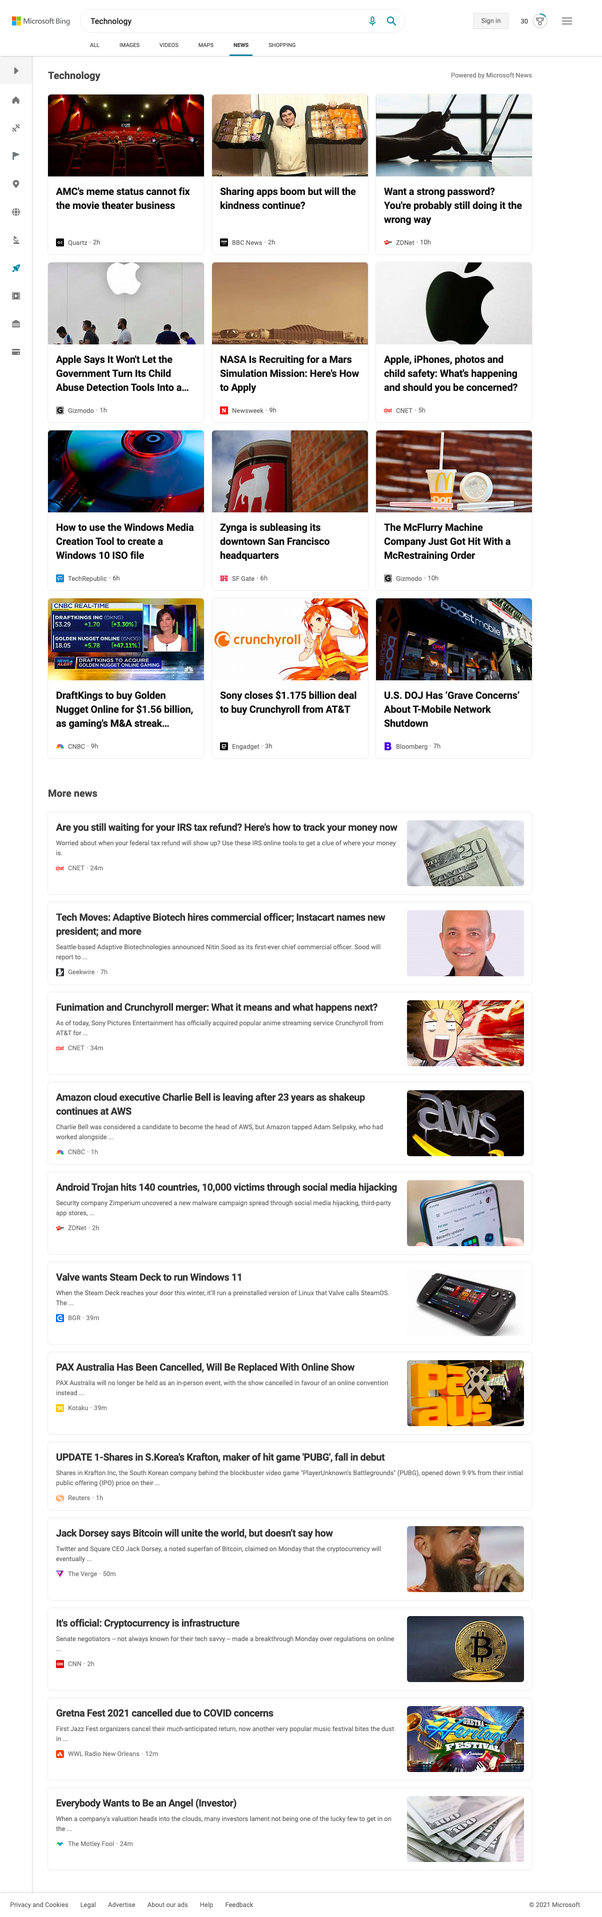 Microsoft Bing
Technology
Sign in
30
ALL
IMAGES
VIDEOS
MAPS
NEWS
SHOPPING
Technology
Powered by Microsoft News
AMC's meme status cannot fix
the movie theater business
Quartz · 2h
Sharing apps boom but will the
kindness continue?
BBC News · 2h
Want a strong password?
You're probably still doing it the
wrong way
ZDNet · 10h
Apple Says It Won't Let the
Government Turn Its Child
Abuse Detection Tools Into a...
Gizmodo · 1h
NASA Is Recruiting for a Mars
Simulation Mission: Here's How
to Apply
Newsweek · 9h
Apple, iPhones, photos and
child safety: What's happening
and should you be concerned?
CNET · 5h
How to use the Windows Media
Creation Tool to create a
Windows 10 ISO file
TechRepublic · 6h
Zynga is subleasing its
downtown San Francisco
headquarters
SF Gate · 6h
The McFlurry Machine
Company Just Got Hit With a
McRestraining Order
Gizmodo · 10h
CNBC REAL-TIME
DRAFTKINGS INC (DKNG)
53.29 +1.70 [+3.30%]
GOLDEN NUGGET ONLINE (GNOG)
18.05 +5.78 [+47.11%]
NEWS ALERT
DRAFTKINGS TO ACQUIRE
GOLDEN NUGGET ONLINE GAMING
DraftKings to buy Golden
Nugget Online for $1.56 billion,
as gaming's M&A streak...
CNBC · 9h
crunchyroll
Sony closes $1.175 billion deal
to buy Crunchyroll from AT&T
Engadget · 3h
boost mobile
U.S. DOJ Has ‘Grave Concerns’
About T-Mobile Network
Shutdown
Bloomberg · 7h
More news
Are you still waiting for your IRS tax refund? Here's how to track your money now
Worried about when your federal tax refund will show up? Use these IRS online tools to get a clue of where your money
is.
CNET · 24m
Tech Moves: Adaptive Biotech hires commercial officer; Instacart names new
president; and more
Seattle-based Adaptive Biotechnologies announced Nitin Sood as its first-ever chief commercial officer. Sood will
report to ...
Geekwire · 7h
Funimation and Crunchyroll merger: What it means and what happens next?
As of today, Sony Pictures Entertainment has officially acquired popular anime streaming service Crunchyroll from
AT&T for ...
CNET · 34m
Amazon cloud executive Charlie Bell is leaving after 23 years as shakeup
continues at AWS
Charlie Bell was considered a candidate to become the head of AWS, but Amazon tapped Adam Selipsky, who had
worked alongside ...
CNBC · 1h
aws
Android Trojan hits 140 countries, 10,000 victims through social media hijacking
Security company Zimperium uncovered a new malware campaign spread through social media hijacking, third-party
app stores, ...
ZDNet · 2h
Valve wants Steam Deck to run Windows 11
When the Steam Deck reaches your door this winter, it'll run a preinstalled version of Linux that Valve calls SteamOS.
The ...
BGR · 39m
PAX Australia Has Been Cancelled, Will Be Replaced With Online Show
PAX Australia will no longer be held as an in-person event, with the show cancelled in favour of an online convention
instead ...
Kotaku · 39m
Pax
aus
UPDATE 1-Shares in S.Korea's Krafton, maker of hit game 'PUBG', fall in debut
Shares in Krafton Inc, the South Korean company behind the blockbuster video game "PlayerUnknown's Battlegrounds" (PUBG), opened down 9.9% from their initial
public offering (IPO) price on their ...
Reuters · 1h
Jack Dorsey says Bitcoin will unite the world, but doesn't say how
Twitter and Square CEO Jack Dorsey, a noted superfan of Bitcoin, claimed on Monday that the cryptocurrency will
eventually ...
The Verge · 50m
It's official: Cryptocurrency is infrastructure
Senate negotiators -- not always known for their tech savvy -- made a breakthrough Monday over regulations on online
...
CNN · 2h
Gretna Fest 2021 cancelled due to COVID concerns
First Jazz Fest organizers cancel their much-anticipated return, now another very popular music festival bites the dust
in ...
WWL Radio New Orleans · 12m
GRETNA
Heritage
FESTIVAL
Everybody Wants to Be an Angel (Investor)
When a company's valuation heads into the clouds, many investors lament not being one of the lucky few to get in on
the ...
The Motley Fool · 24m
Privacy and Cookies
Legal
Advertise
About our ads
Help
Feedback
© 2021 Microsoft